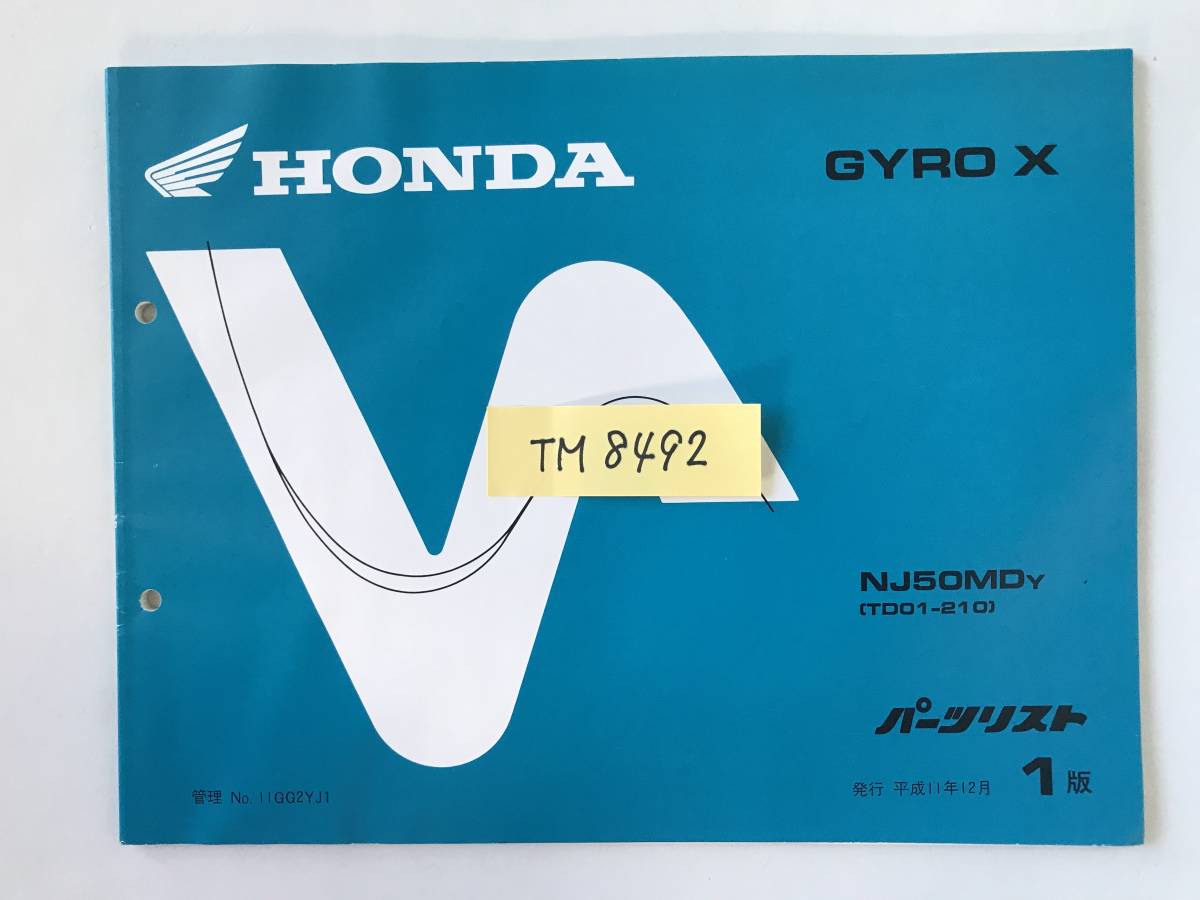 HONDA
GYRO X
TM 8492
NJ50MDY
(TD01-210)
パーツリスト
1版
発行 平成11年12月
管理 No. 11GG2YJ1